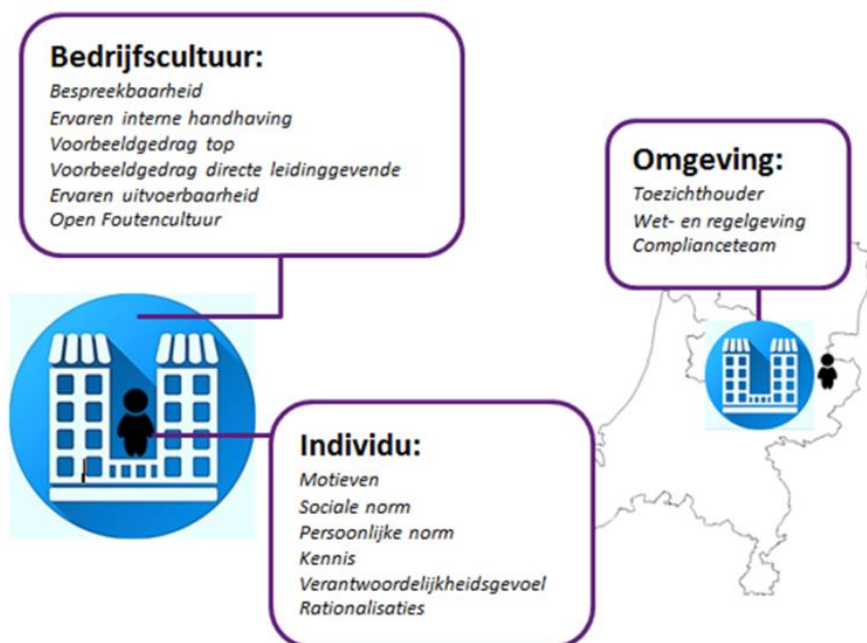 Bedrijfscultuur:
Bespreekbaarheid
Ervaren interne handhaving
Voorbeeldgedrag top
Voorbeeldgedrag directe leidinggevende
Ervaren uitvoerbaarheid
Open Foutencultuur
Omgeving:
Toezichthouder
Wet- en regelgeving
Complianceteam
Individu:
Motieven
Sociale norm
Persoonlijke norm
Kennis
Verantwoordelijkheidsgevoel
Rationalisaties